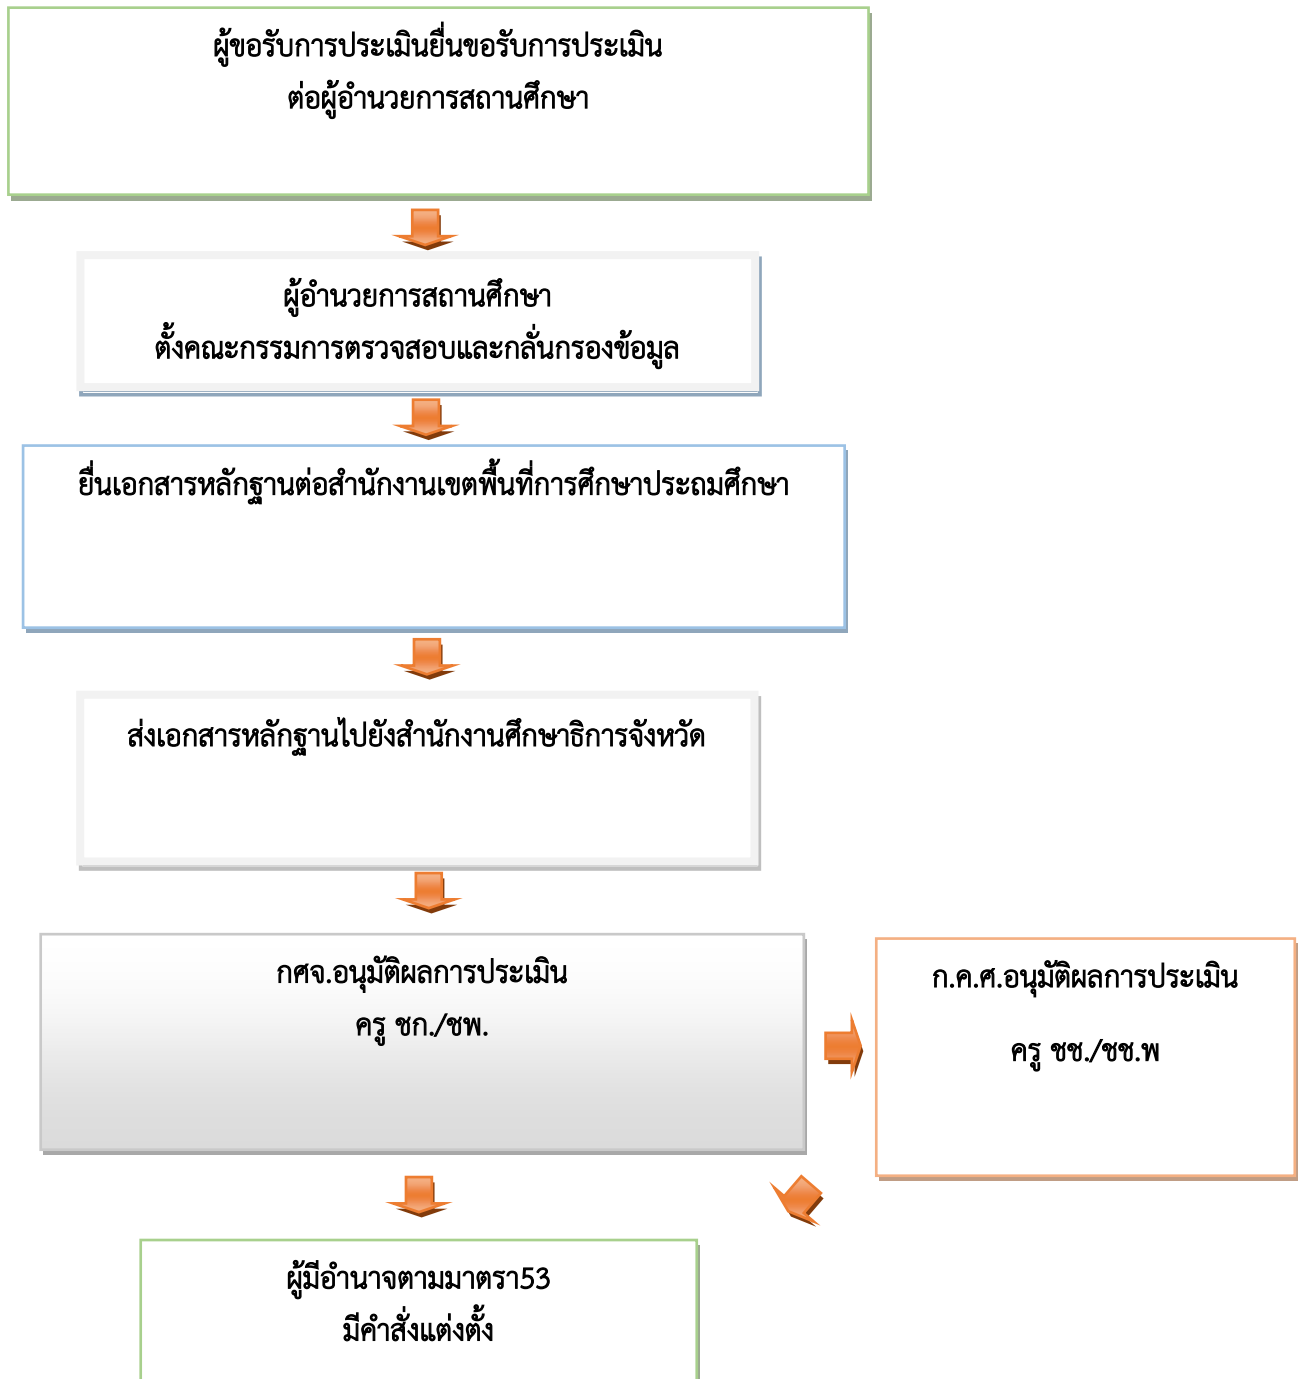 ผู้ขอรับการประเมินยื่นขอรับการประเมิน
ต่อผู้อำนวยการสถานศึกษา
ผู้อำนวยการสถานศึกษา
ตั้งคณะกรรมการตรวจสอบและกลั่นกรองข้อมูล
ยื่นเอกสารหลักฐานต่อสำนักงานเขตพื้นที่การศึกษาประถมศึกษา
ส่งเอกสารหลักฐานไปยังสำนักงานศึกษาธิการจังหวัด
กศจ.อนุมัติผลการประเมิน
ครู ชก./ชพ.
ก.ค.ศ.อนุมัติผลการประเมิน
ครู ชช./ชช.พ
ผู้มีอำนาจตามมาตรา53
มีคำสั่งแต่งตั้ง